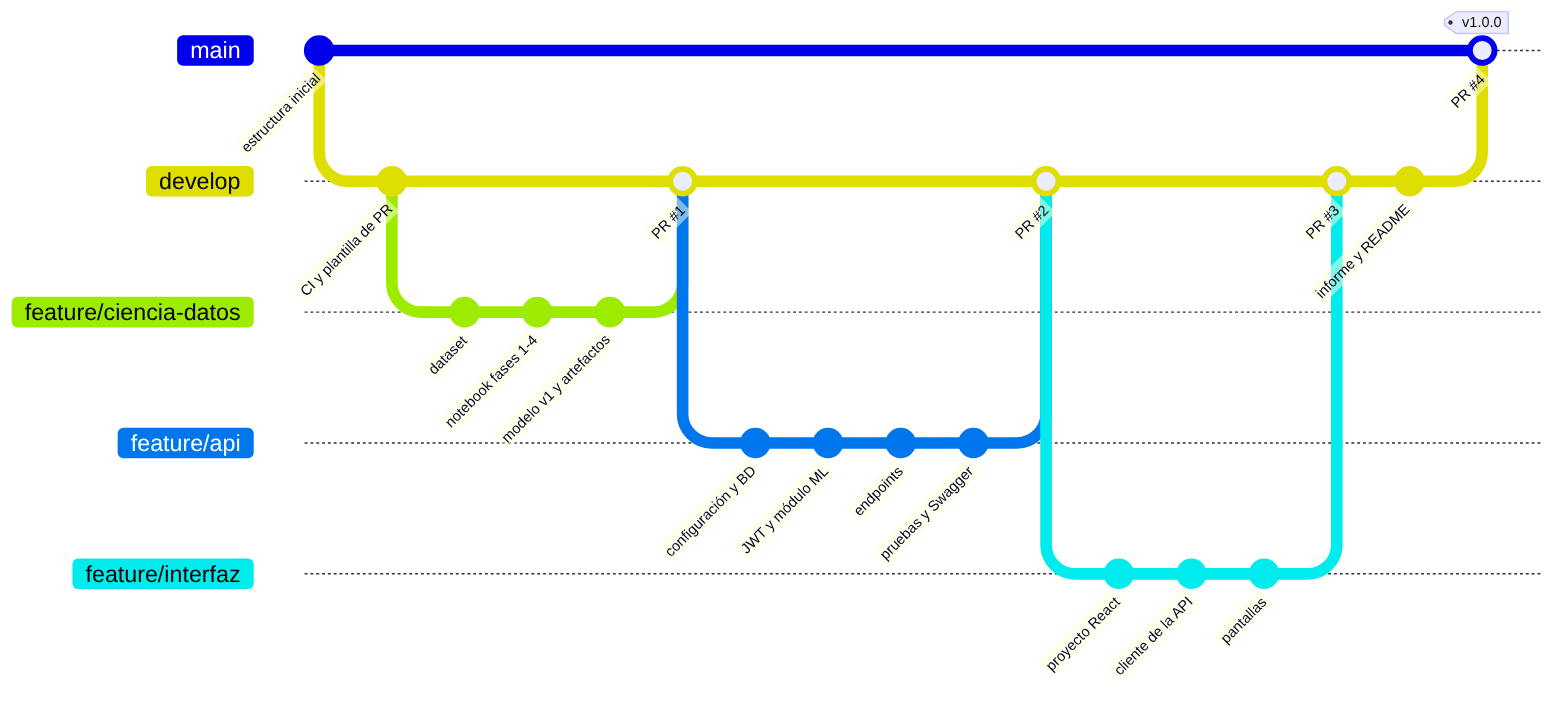 v1.0.0
main
estructura inicial
PR #4
develop
CI y plantilla de PR
PR #1
PR #2
PR #3
informe y README
feature/ciencia-datos
dataset
notebook fases 1-4
modelo v1 y artefactos
feature/api
configuración y BD
JWT y módulo ML
endpoints
pruebas y Swagger
feature/interfaz
proyecto React
cliente de la API
pantallas